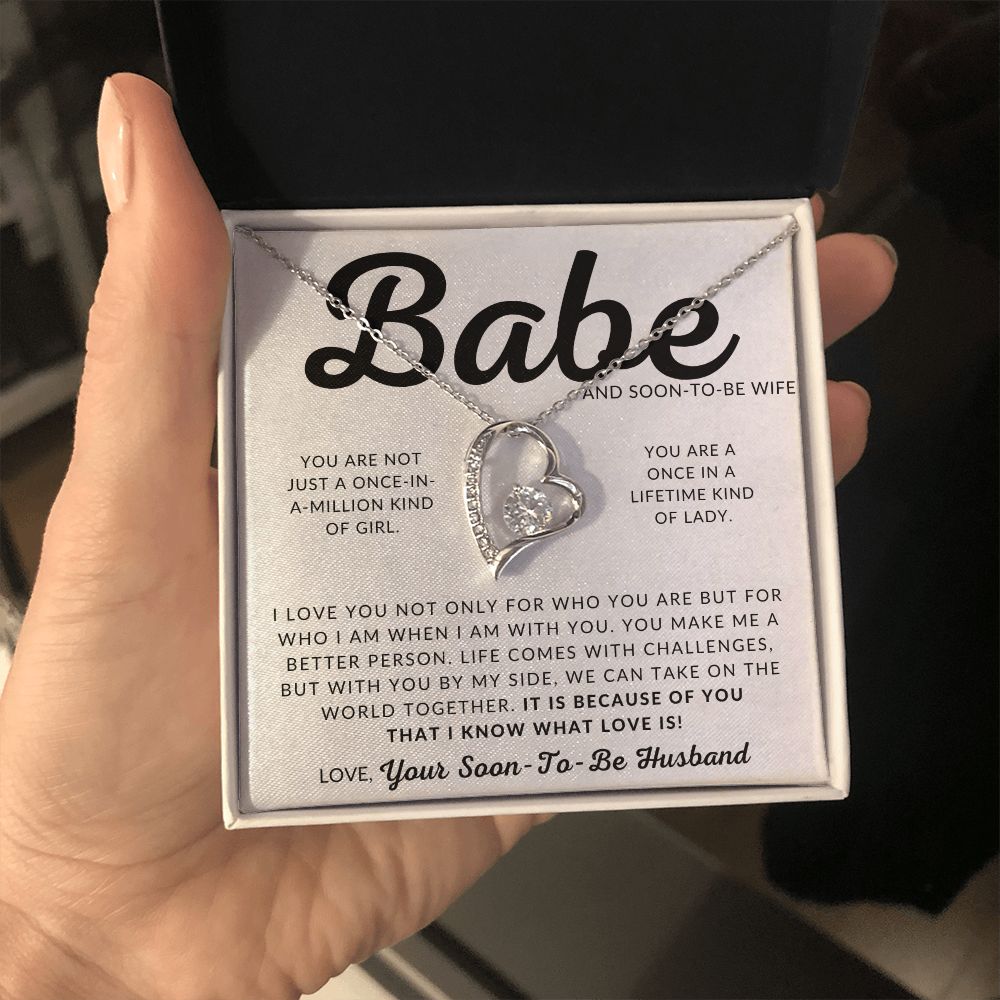 Babe
AND SOON-TO-BE WIFE
YOU ARE NOT
JUST A ONCE-IN-
A-MILLION KIND
OF GIRL.
YOU ARE A
ONCE IN A
LIFETIME KIND
OF LADY.
I LOVE YOU NOT ONLY FOR WHO YOU ARE BUT FOR
WHO I AM WHEN I AM WITH YOU. YOU MAKE ME A
BETTER PERSON. LIFE COMES WITH CHALLENGES,
BUT WITH YOU BY MY SIDE, WE CAN TAKE ON THE
WORLD TOGETHER. IT IS BECAUSE OF YOU
THAT I KNOW WHAT LOVE IS!
LOVE, Your Soon-To-Be Husband